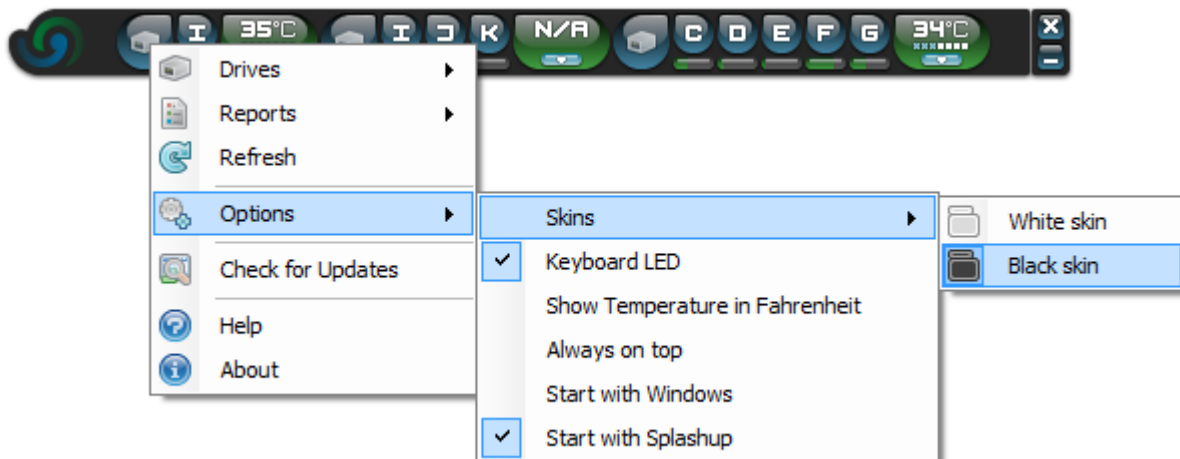 I 35°C I J K N/A C D E F G 34°C
Drives
Reports
Refresh
Options
Check for Updates
Help
About
Skins
Keyboard LED
Show Temperature in Fahrenheit
Always on top
Start with Windows
Start with Splashup
White skin
Black skin